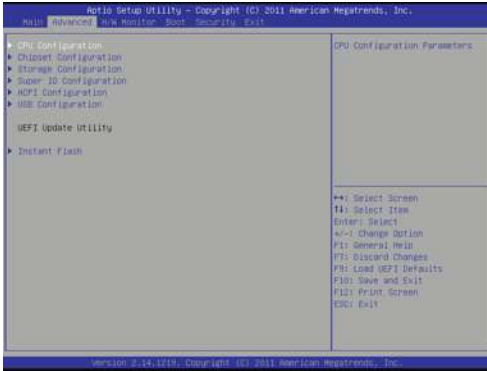 Aptio Setup Utility - Copyright (C) 2011 American Megatrends, Inc.
Main Advanced H/W Monitor Boot Security Exit
CPU Configuration
Chipset Configuration
Storage Configuration
Super IO Configuration
ACPI Configuration
USB Configuration
UEFI Update Utility
Instant Flash
CPU Configuration Parameters
→←: Select Screen
↑↓: Select Item
Enter: Select
+/-: Change Option
F1: General Help
F7: Discard Changes
F9: Load UEFI Defaults
F10: Save and Exit
F12: Print Screen
ESC: Exit
Version 2.14.1219. Copyright (C) 2011 American Megatrends, Inc.